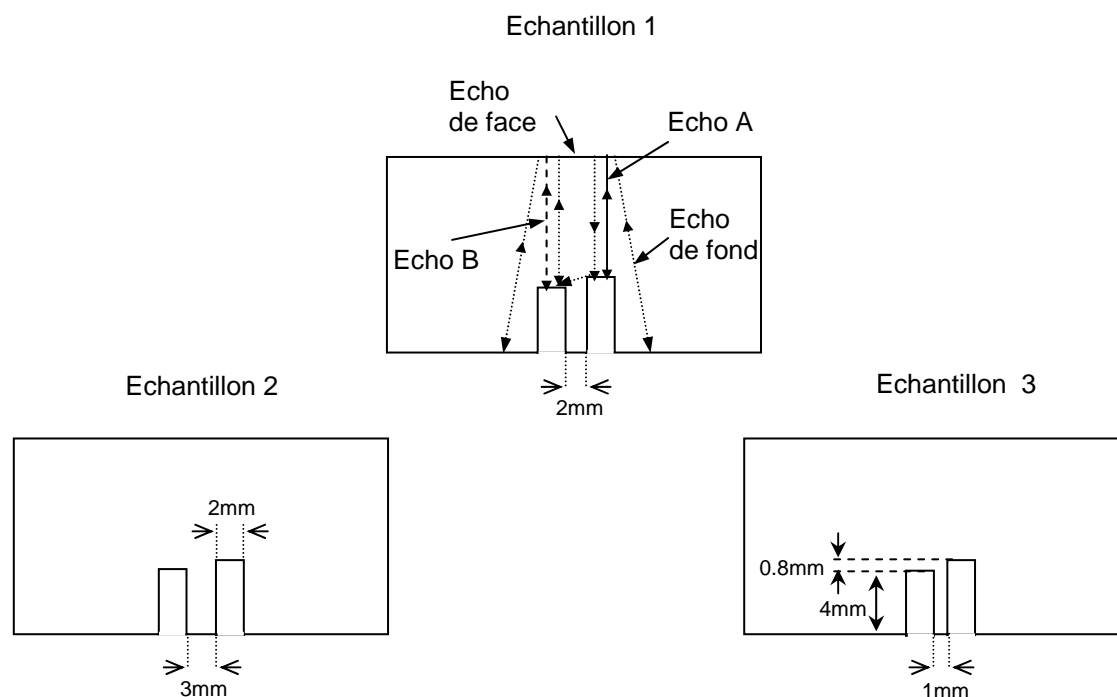 Echantillon 1
Echo
de face
Echo A
Echo B
Echo
de fond
2mm
Echantillon 2
2mm
3mm
Echantillon 3
0.8mm
4mm
1mm